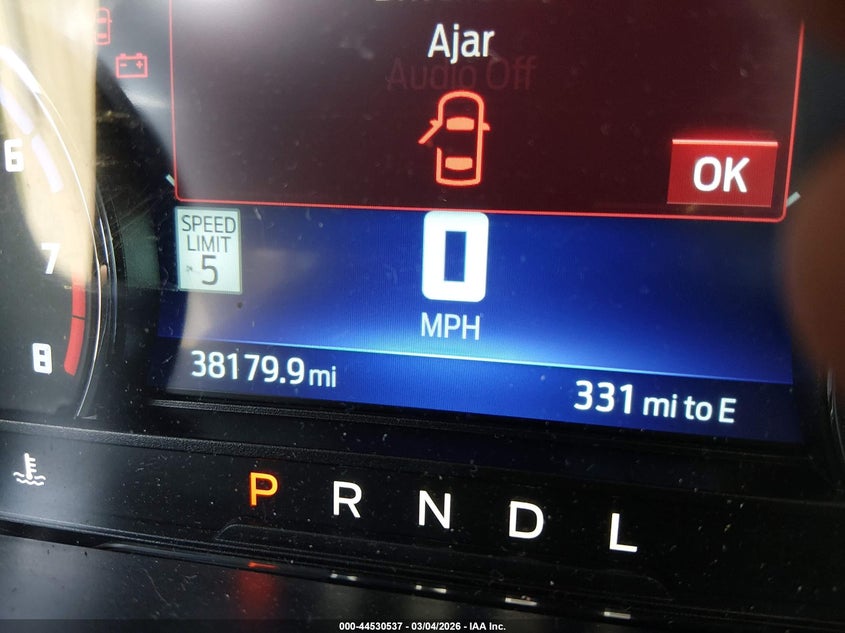 Ajar
Audio Off
OK
6
SPEED
LIMIT
5
7
0
MPH
8
38179.9 mi
331 mi to E
P R N D L
000-44530537 - 03/04/2026 - IAA Inc.